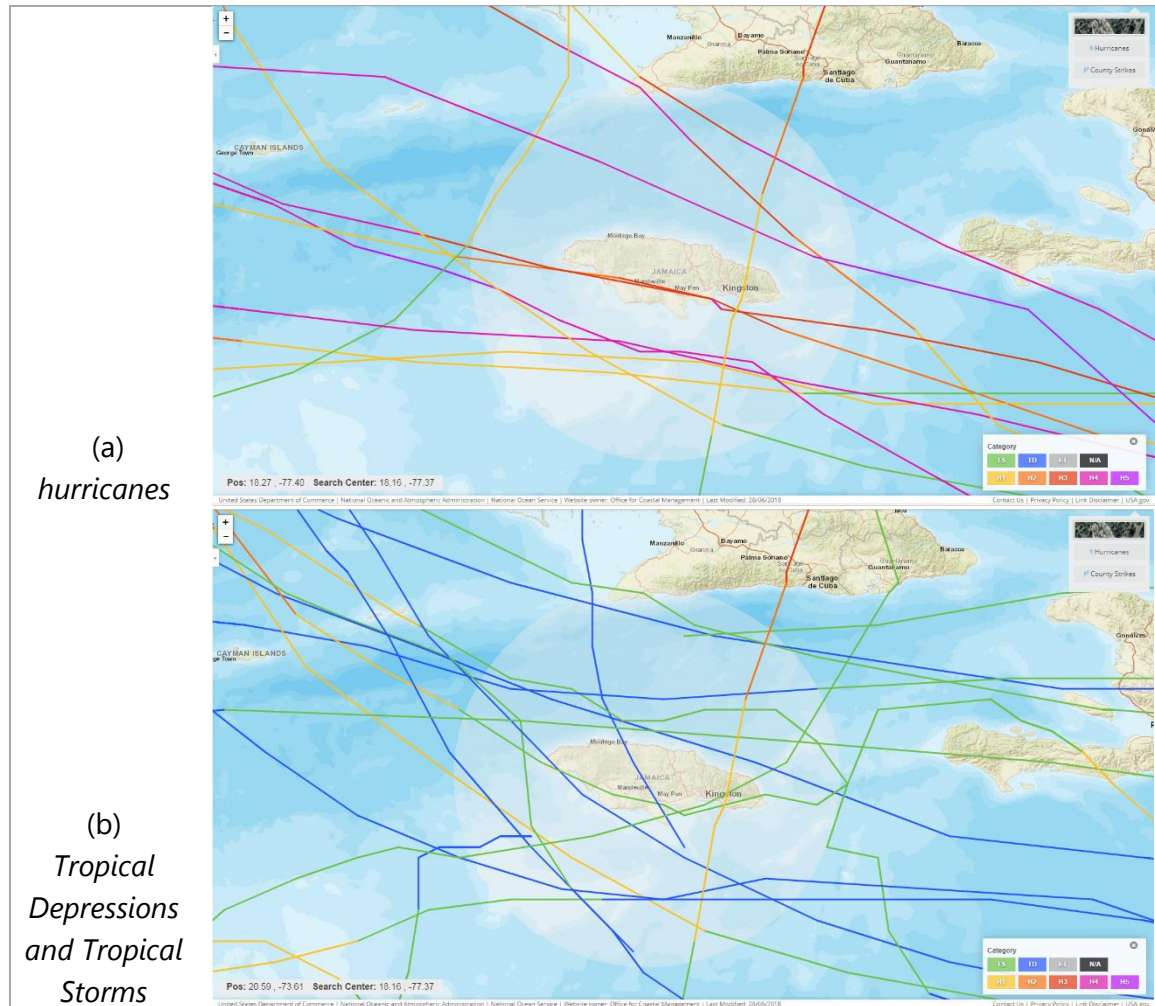 (a)
hurricanes
+
−
Manzillo
Bayamo
Granma
Palma Soriano
Santiago
de Cuba
Guantanamo
Guantanamo
Baracoa
Hurricanes
County Strikes
CAYMAN ISLANDS
George Town
Montego Bay
JAMAICA
Mandeville
May Pen
Kingston
Category
TS
TD
ET
N/A
H1
H2
H3
H4
H5
Pos: 18.27 , -77.40 Search Center: 18.16 , -77.37
United States Department of Commerce | National Oceanic and Atmospheric Administration | National Ocean Service | Website owner: Office for Coastal Management | Last Modified: 28/06/2018
Contact Us | Privacy Policy | Link Disclaimer | USA.gov
(b)
Tropical
Depressions
and Tropical
Storms
+
−
Manzanillo
Bayamo
Granma
Palma Soriano
Santiago
de Cuba
Guantanamo
Guantanamo
Baracoa
Hurricanes
County Strikes
CAYMAN ISLANDS
Gonaïves
Montego Bay
JAMAICA
Mandeville
May Pen
Kingston
Category
TS
TD
ET
N/A
H1
H2
H3
H4
H5
Pos: 20.59 , -73.61 Search Center: 18.16 , -77.37
United States Department of Commerce | National Oceanic and Atmospheric Administration | National Ocean Service | Website owner: Office for Coastal Management | Last Modified: 28/06/2018
Contact Us | Privacy Policy | Link Disclaimer | USA.gov